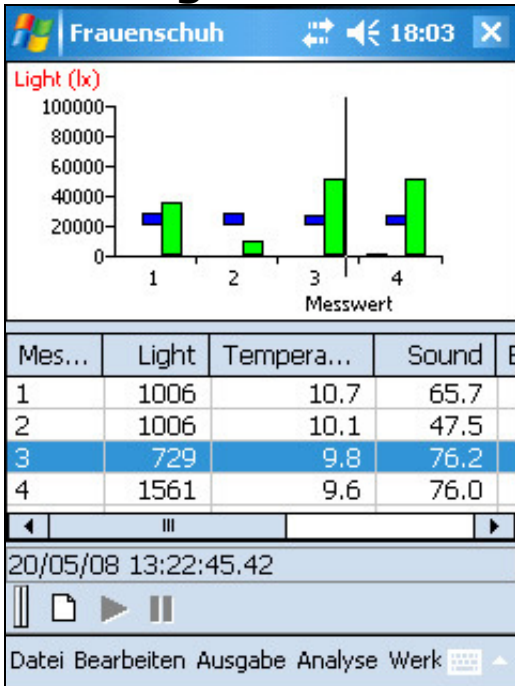 Frauenschuh 18:03
Light (lx)
100000
80000
60000
40000
20000
0
1 2 3 4
Messwert
Mes... Light Tempera... Sound
1 1006 10.7 65.7
2 1006 10.1 47.5
3 729 9.8 76.2
4 1561 9.6 76.0
20/05/08 13:22:45.42
Datei Bearbeiten Ausgabe Analyse Werk